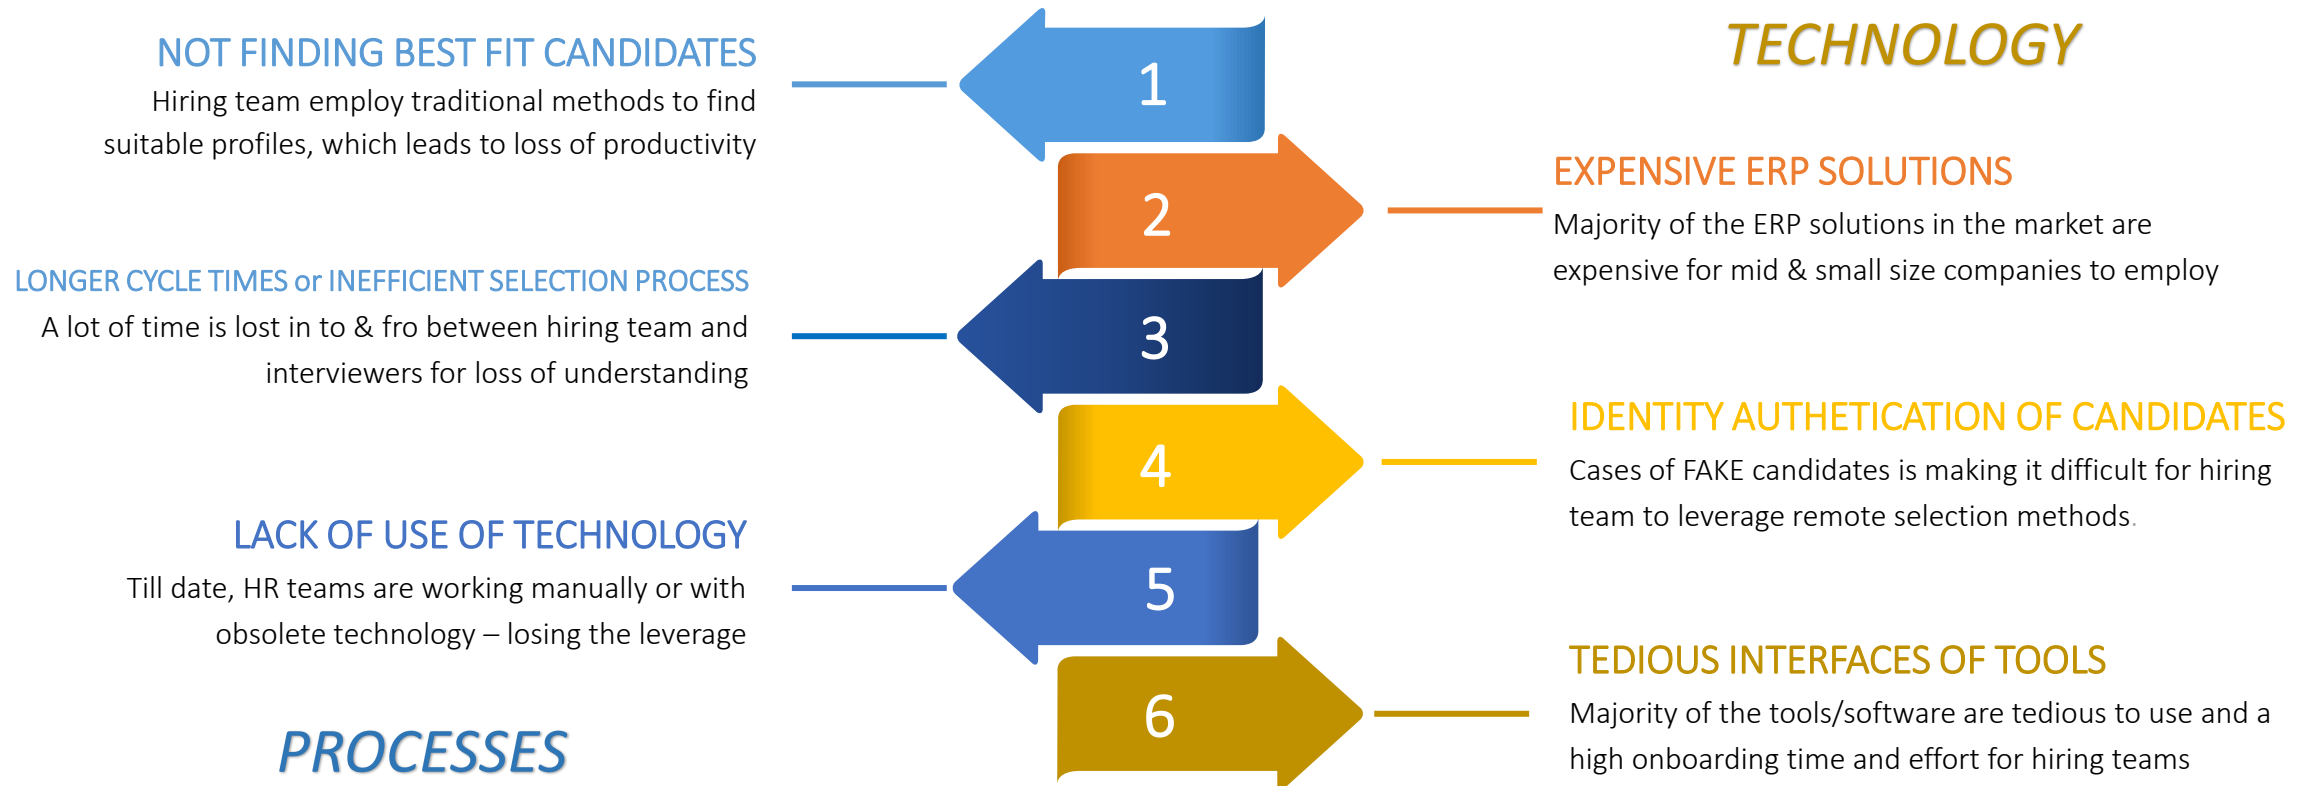 TECHNOLOGY
NOT FINDING BEST FIT CANDIDATES
Hiring team employ traditional methods to find
suitable profiles, which leads to loss of productivity
1
2
EXPENSIVE ERP SOLUTIONS
Majority of the ERP solutions in the market are
expensive for mid & small size companies to employ
LONGER CYCLE TIMES or INEFFICIENT SELECTION PROCESS
A lot of time is lost in to & fro between hiring team and
interviewers for loss of understanding
3
4
IDENTITY AUTHETICATION OF CANDIDATES
Cases of FAKE candidates is making it difficult for hiring
team to leverage remote selection methods.
LACK OF USE OF TECHNOLOGY
Till date, HR teams are working manually or with
obsolete technology – losing the leverage
5
6
TEDIOUS INTERFACES OF TOOLS
Majority of the tools/software are tedious to use and a
high onboarding time and effort for hiring teams
PROCESSES